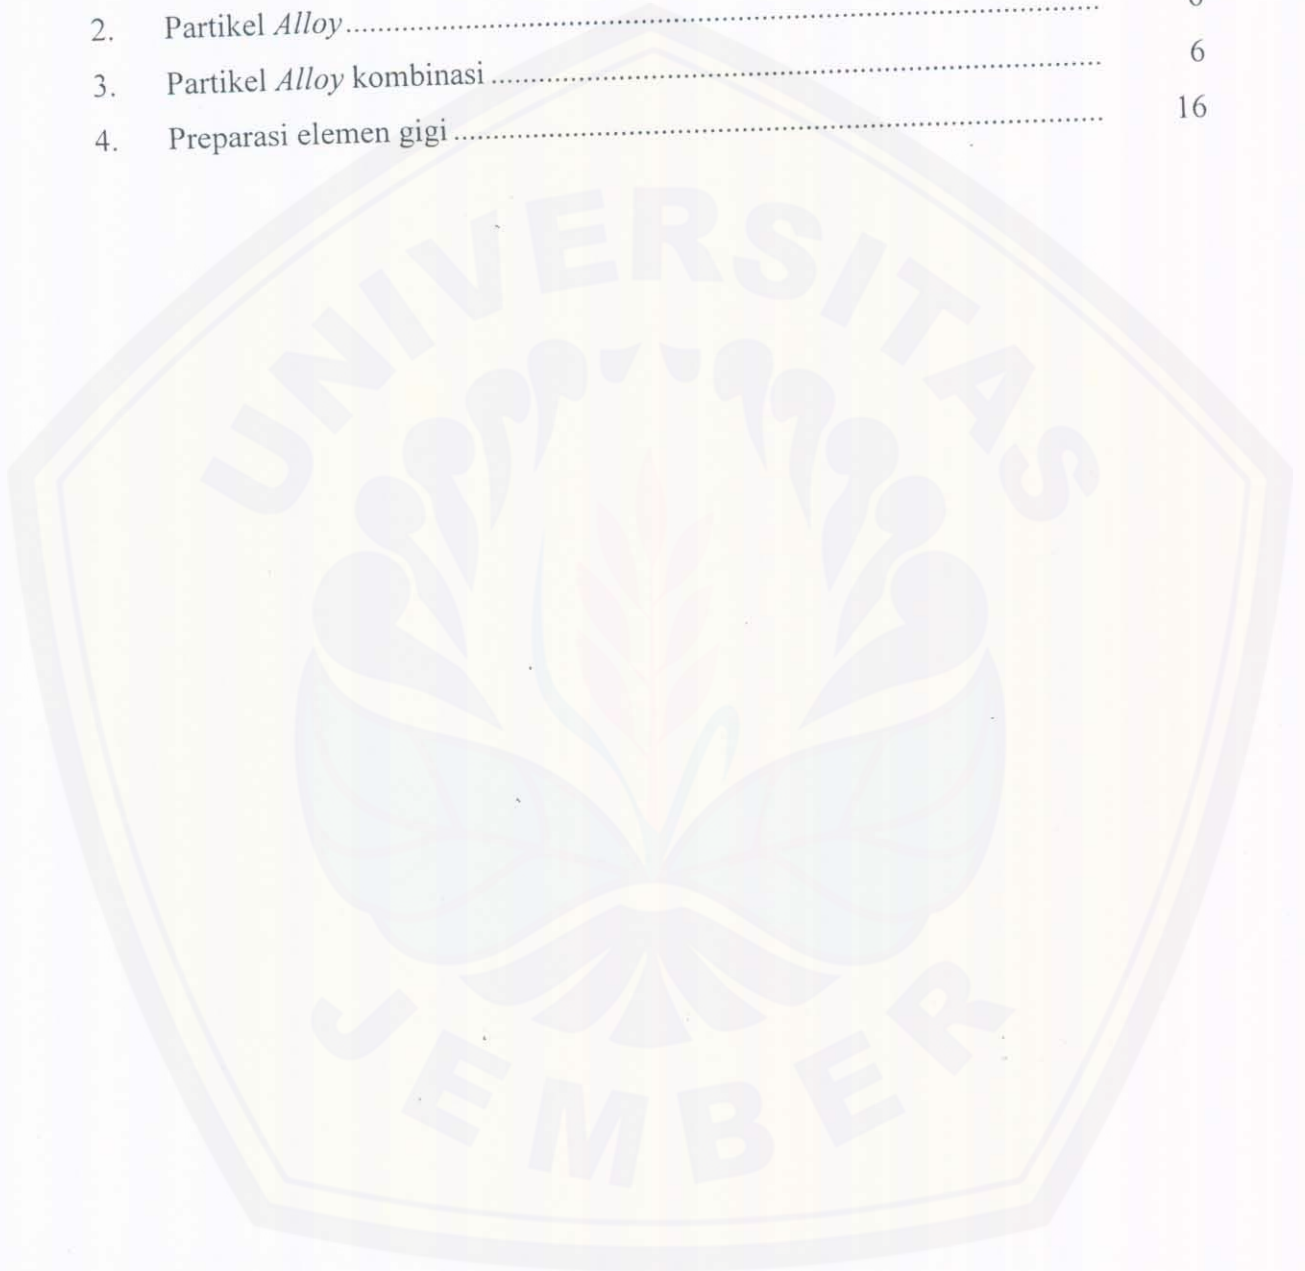 2. Partikel Alloy
3. Partikel Alloy kombinasi 6
4. Preparasi elemen gigi 16
UNIVERSITAS
JEMBER